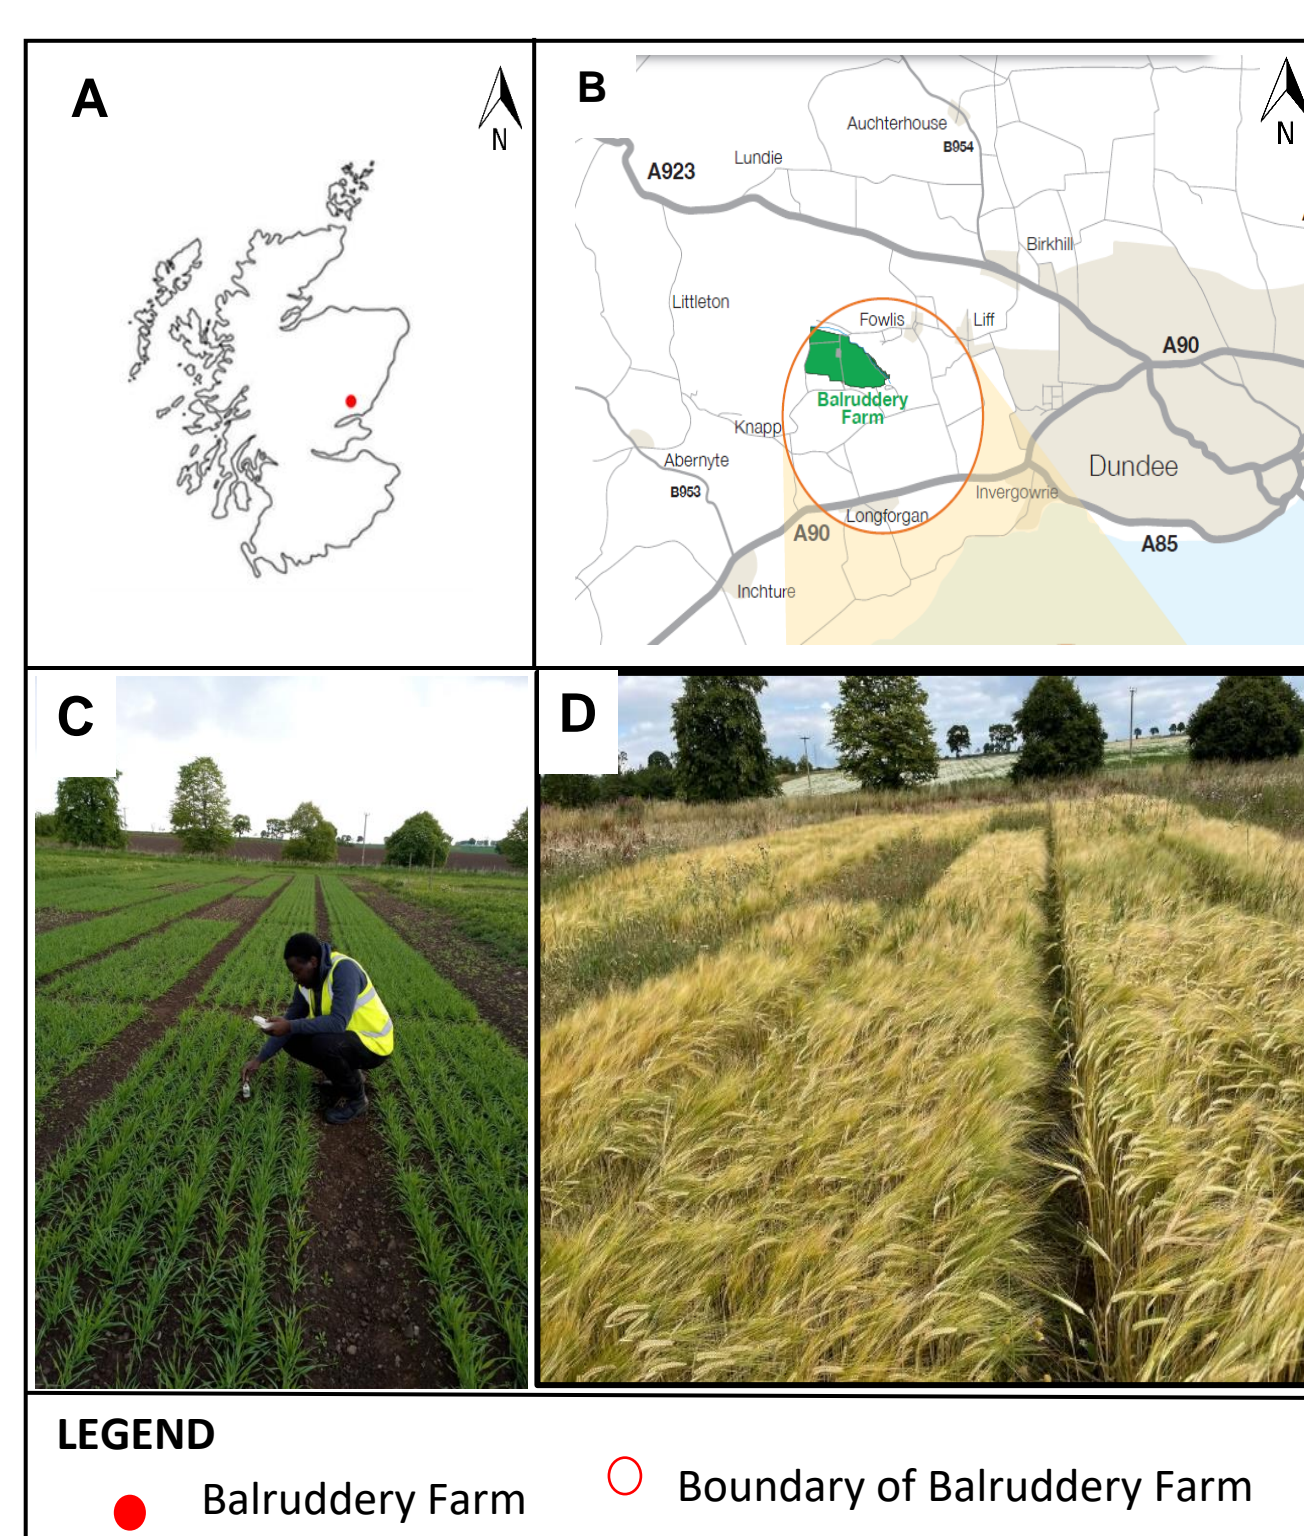 A
N
B
N
Auchterhouse
B954
Lundie
A923
Birkhill
Littleton
Fowlis
Liff
A90
Balruddery
Farm
Knapp
Abernyte
Dundee
B953
Invergowrie
Longforgan
A90
A85
Inchture
C
D
LEGEND
Balruddery Farm
Boundary of Balruddery Farm